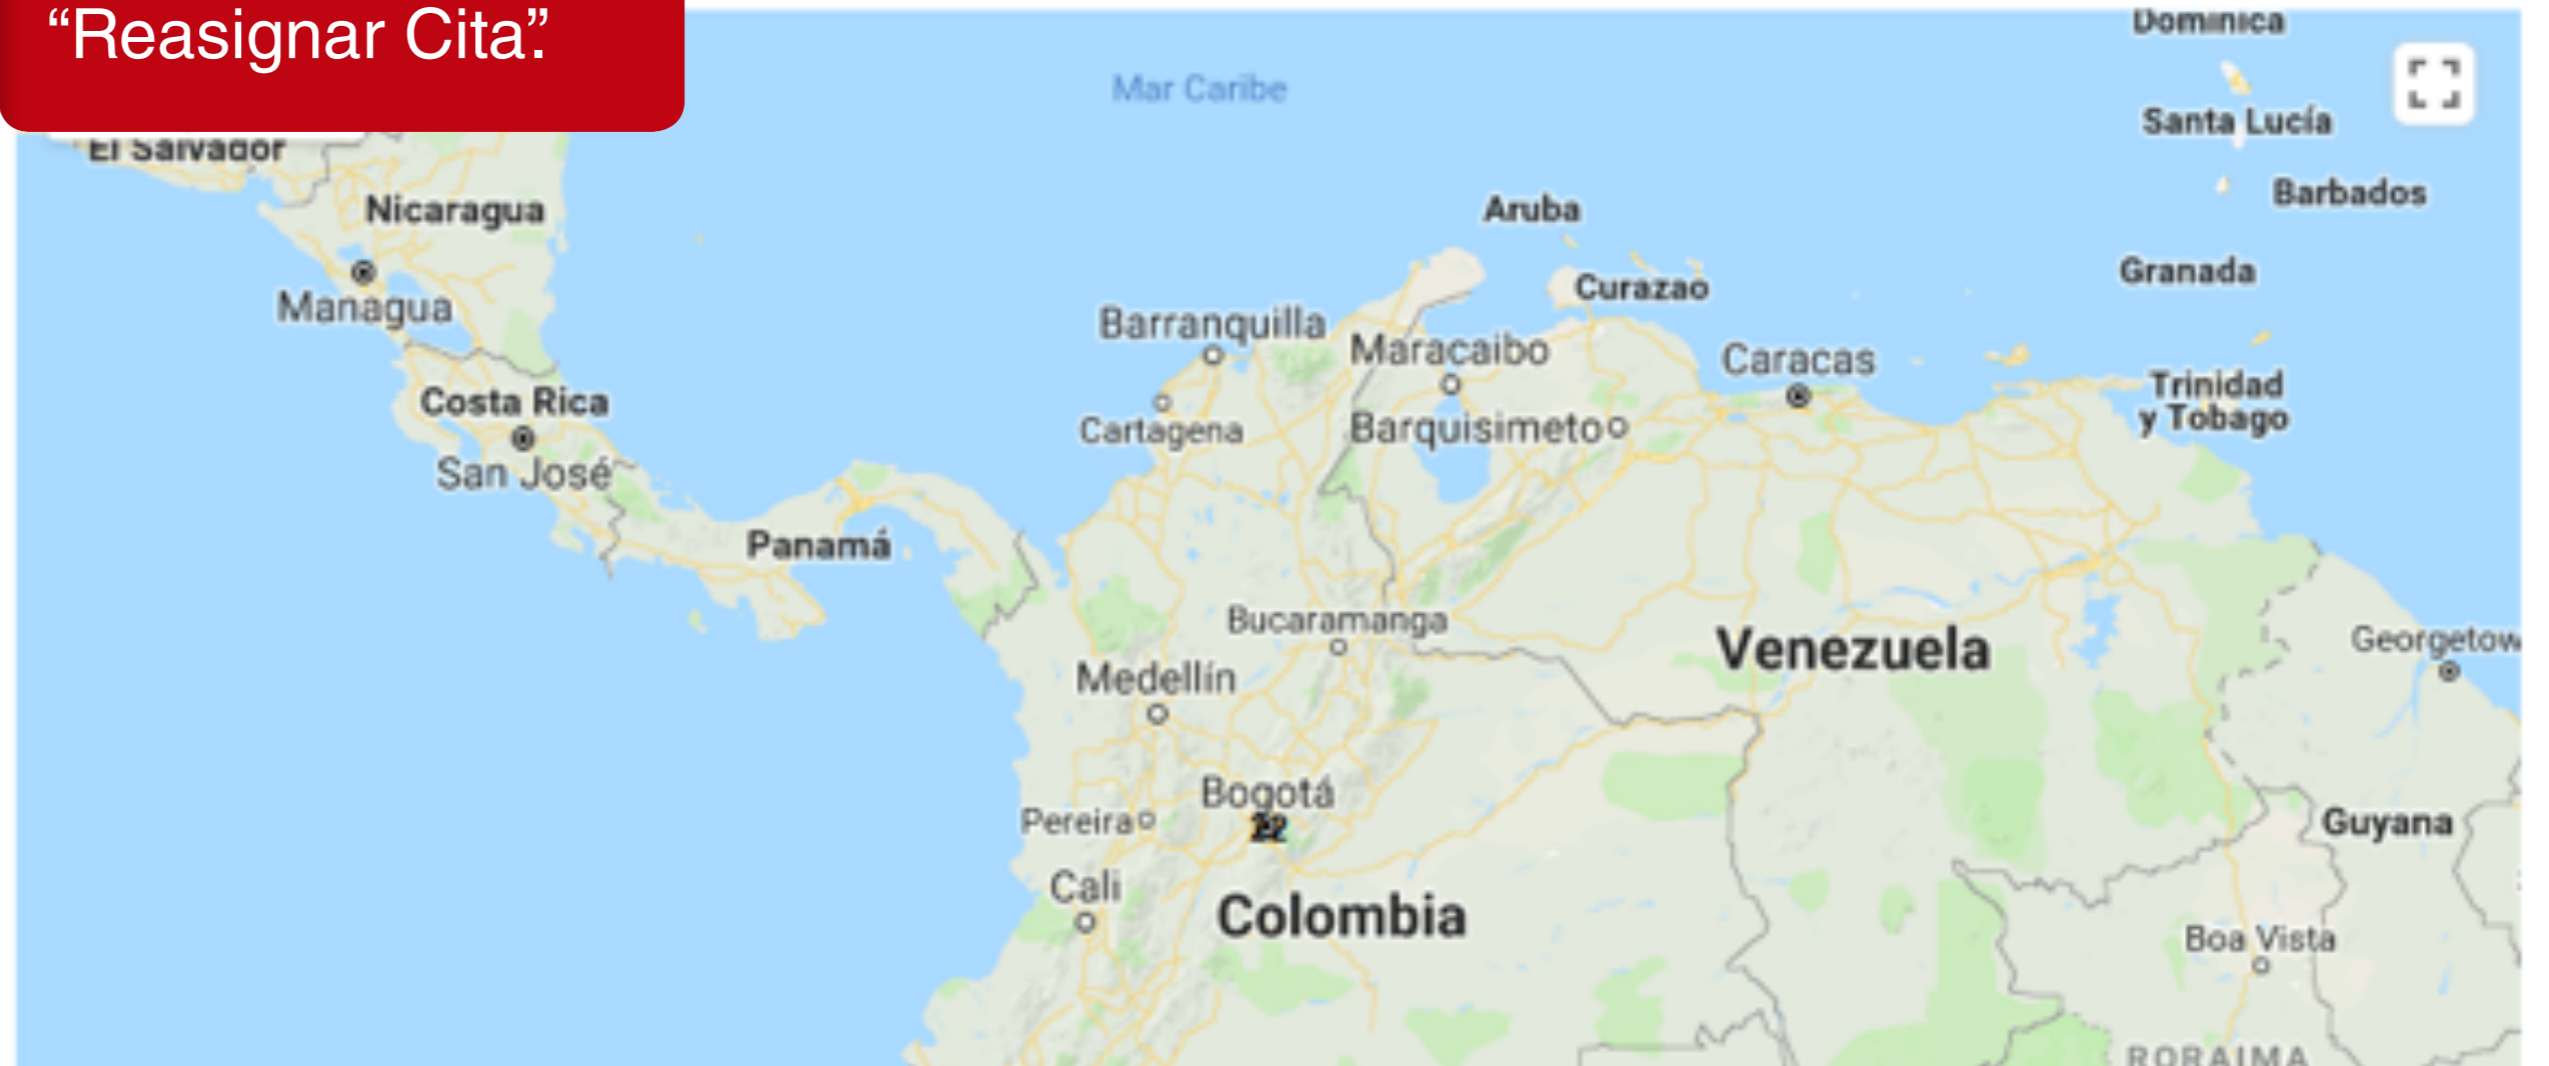 “Reasignar Cita”.
Dominica
Mar Caribe
Santa Lucía
El Salvador
Barbados
Nicaragua
Aruba
Granada
Curazao
Managua
Barranquilla
Maracaibo
Caracas
Trinidad
y Tobago
Costa Rica
Cartagena
Barquisimeto
San José
Panamá
Bucaramanga
Venezuela
Georgetow
Medellín
Bogotá
Pereira
Guyana
Cali
Colombia
Boa Vista
RORAIMA